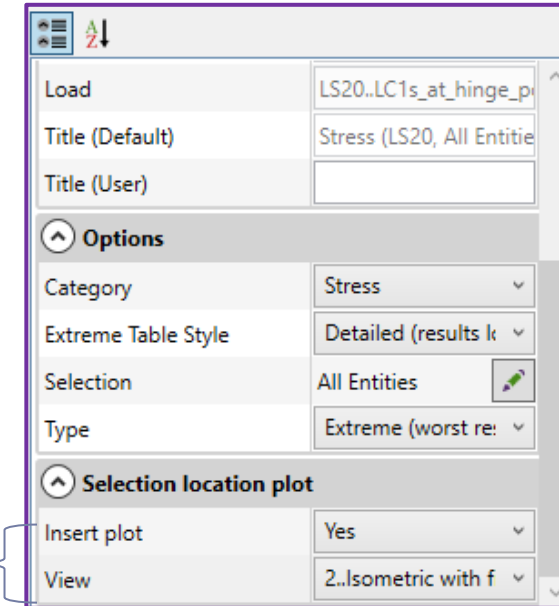 A
Z
Load LS20..LC1s_at_hinge_p
Title (Default) Stress (LS20, All Entitie
Title (User)
Options
Category Stress
Extreme Table Style Detailed (results l
Selection All Entities
Type Extreme (worst re
Selection location plot
Insert plot Yes
View 2..Isometric with f